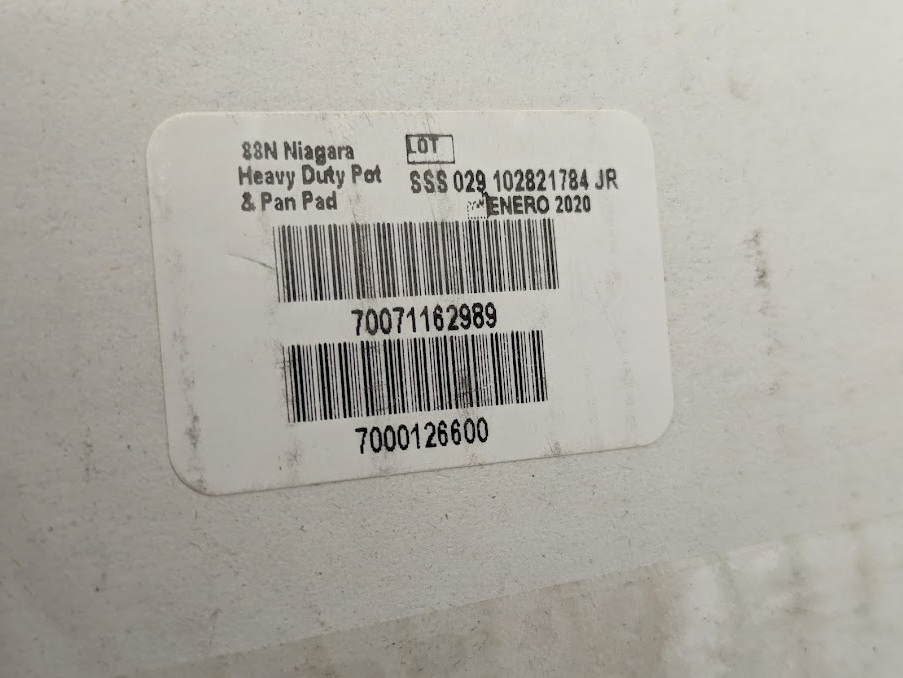 88N Niagara
Heavy Duty Pot
& Pan Pad
LOT
SSS 029 102821784 JR
ENERO 2020
70071162989
7000126600